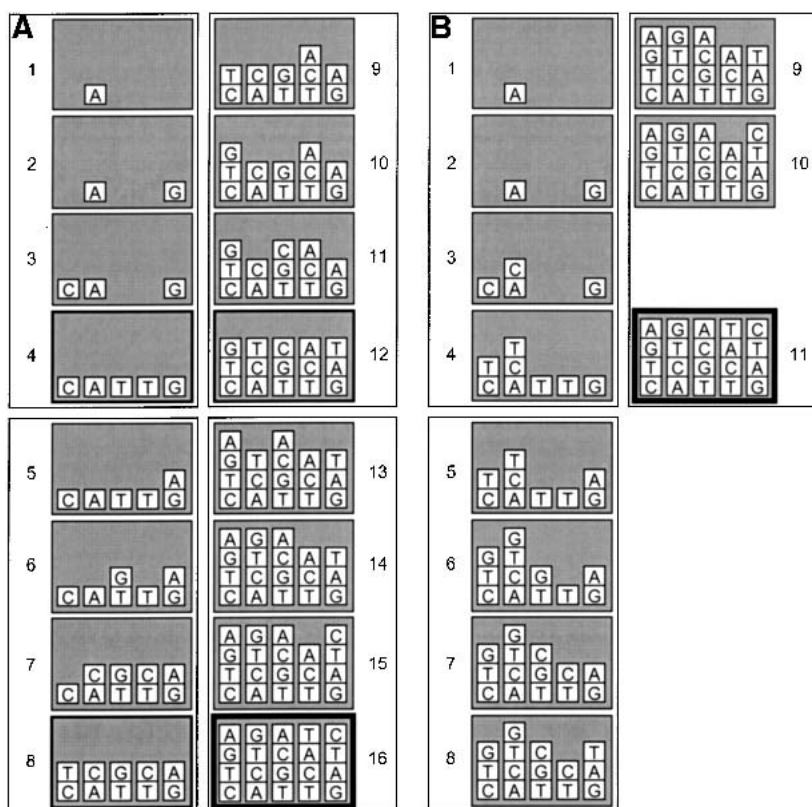 A
1
A
2
A G
3
C A G
4
C A T T G
5
A
C A T T G
6
G A
C A T T G
7
C G C A
C A T T G
8
T C G C A
C A T T G
9
A
T C G C A
C A T T G
10
G A
T C G C A
C A T T G
11
G C A
T C G C A
C A T T G
12
G T C A T
T C G C A
C A T T G
13
A A
G T C A T
T C G C A
C A T T G
14
A G A
G T C A T
T C G C A
C A T T G
15
A G A C
G T C A T
T C G C A
C A T T G
16
A G A T C
G T C A T
T C G C A
C A T T G
B
1
A
2
A G
3
C
C A G
4
T
T C
C A T T G
5
T
T C A
C A T T G
6
G
G T
T C G A
C A T T G
7
G
G T C
T C G C A
C A T T G
8
G
G T C T
T C G C A
C A T T G
9
A G A
G T C A T
T C G C A
C A T T G
10
A G A C
G T C A T
T C G C A
C A T T G
11
A G A T C
G T C A T
T C G C A
C A T T G